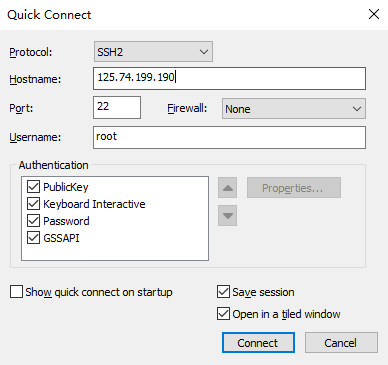 Quick Connect
Protocol: SSH2
Hostname: 125.74.199.190
Port: 22 Firewall: None
Username: root
Authentication
PublicKey
Keyboard Interactive
Password
GSSAPI
Properties...
Show quick connect on startup
Save session
Open in a tiled window
Connect Cancel